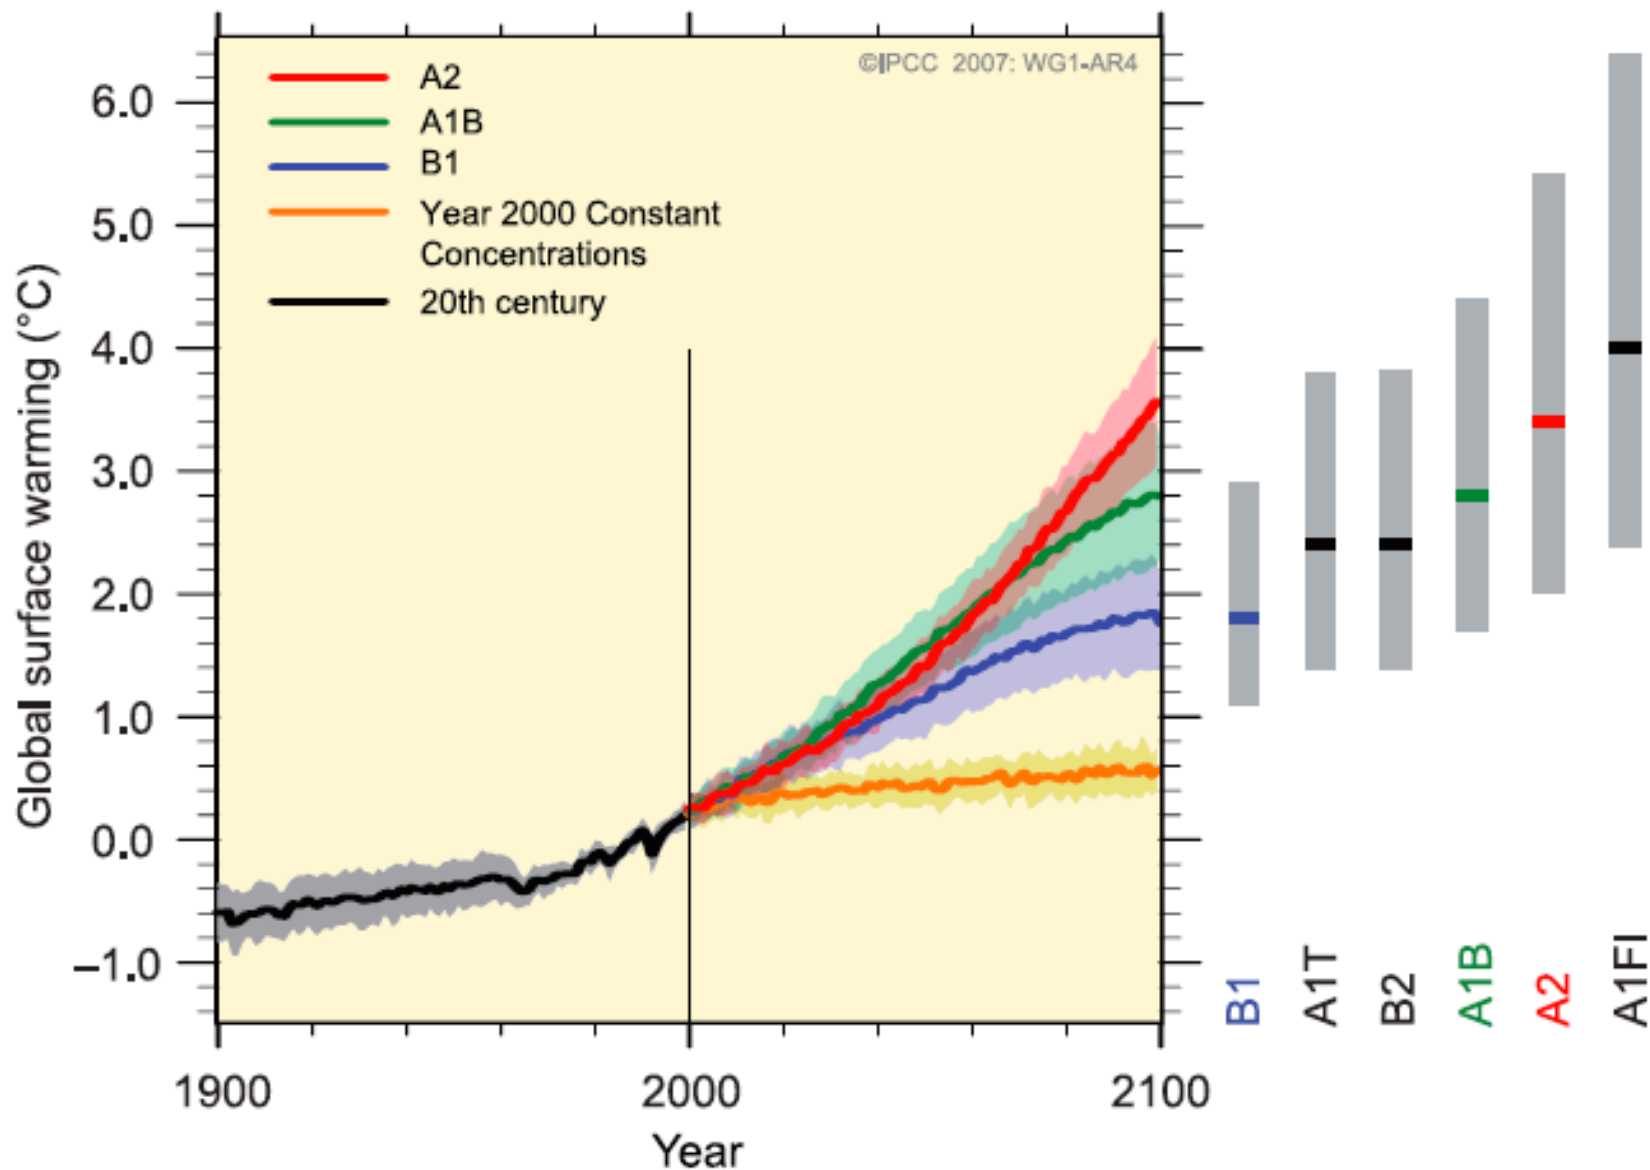 ©IPCC 2007: WG1-AR4
A2
A1B
B1
Year 2000 Constant
Concentrations
20th century
Global surface warming (°C)
6.0
5.0
4.0
3.0
2.0
1.0
0.0
–1.0
1900
2000
2100
Year
B1
A1T
B2
A1B
A2
A1FI